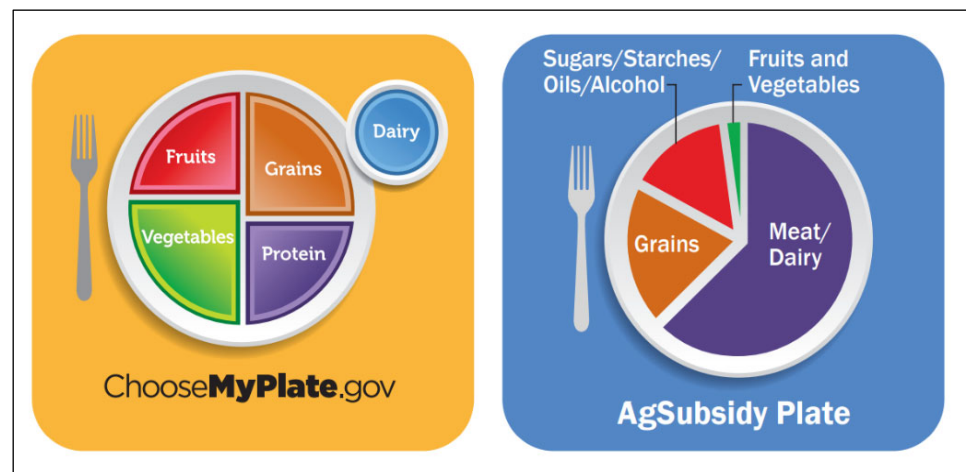 Fruits
Grains
Dairy
Vegetables
Protein
ChooseMyPlate.gov
Sugars/Starches/
Oils/Alcohol
Fruits and
Vegetables
Grains
Meat/
Dairy
AgSubsidy Plate